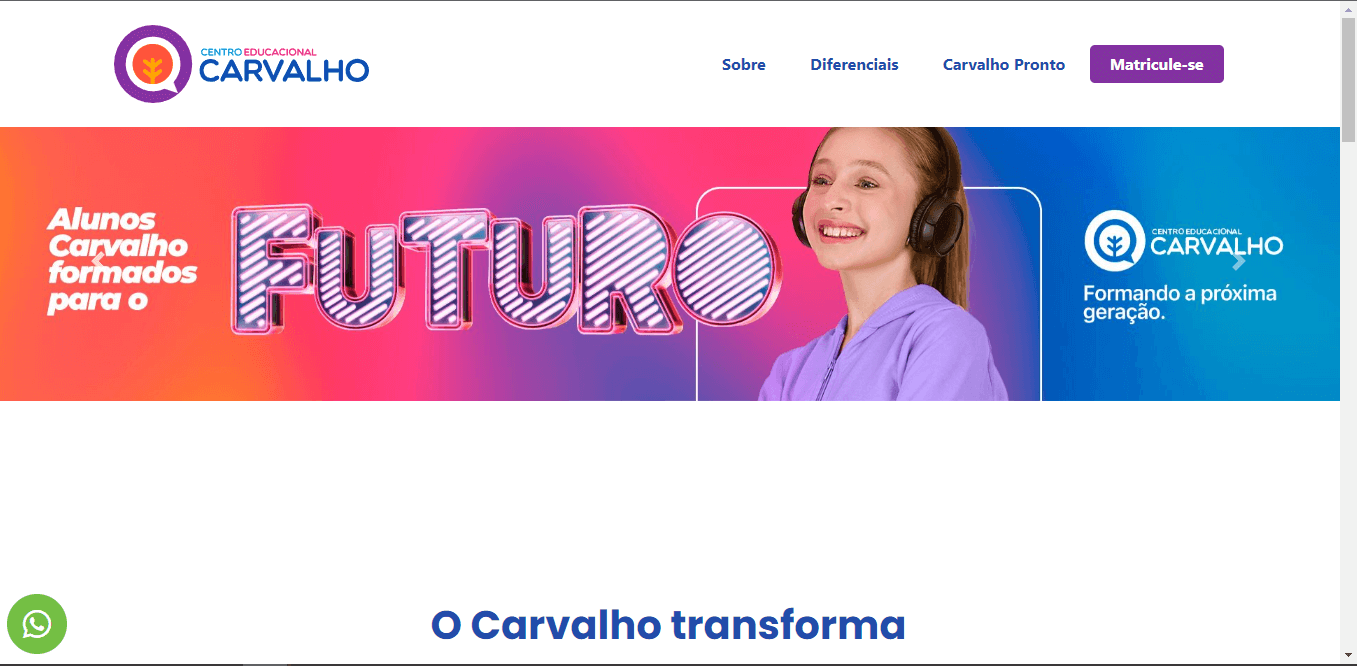 CENTRO EDUCACIONAL
CARVALHO
Sobre
Diferenciais
Carvalho Pronto
Matricule-se
Alunos
Carvalho
formados
para o
FUTURO
CENTRO EDUCACIONAL
CARVALHO
Formando a próxima
geração.
O Carvalho transforma